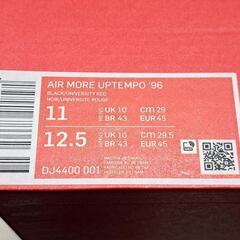 AIR MORE UPTEMPO '96
BLACK/UNIVERSITY RED
NOIR/UNIVERSITE ROUGE
11 UK 10 CM 29
BR 43 EUR 45
12.5 UK 10 CM 29.5
BR 43 EUR 45
DJ4400 001